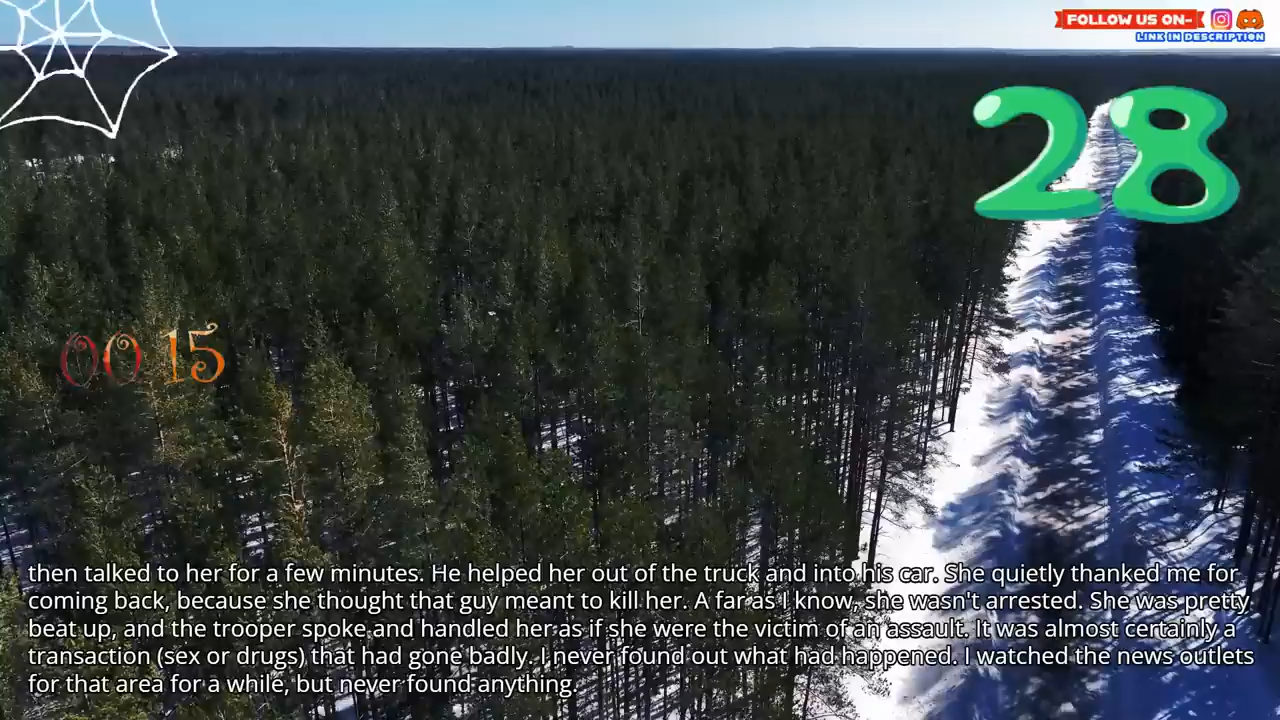 FOLLOW US ON-
LINK IN DESCRIPTION
28
00 15
then talked to her for a few minutes. He helped her out of the truck and into his car. She quietly thanked me for
coming back, because she thought that guy meant to kill her. A far as I know, she wasn't arrested. She was pretty
beat up, and the trooper spoke and handled her as if she were the victim of an assault. It was almost certainly a
transaction (sex or drugs) that had gone badly. I never found out what had happened. I watched the news outlets
for that area for a while, but never found anything.